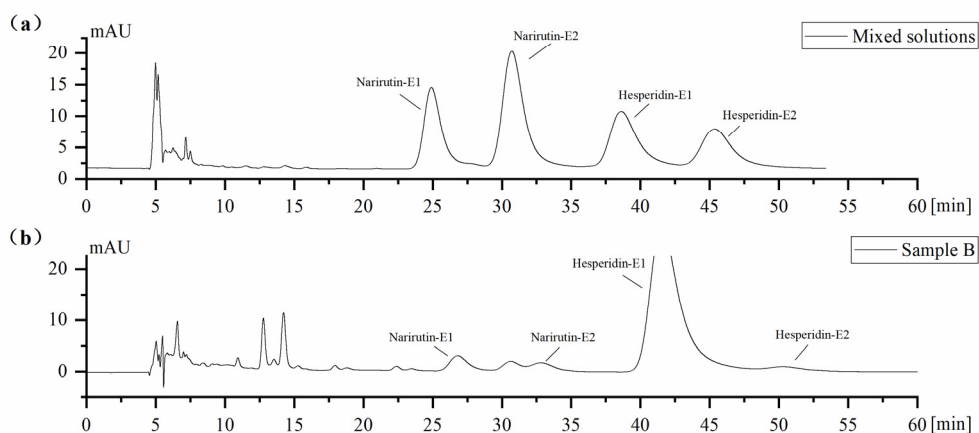 (a)
mAU
Mixed solutions
20
15
10
5
0
Narirutin-E1
Narirutin-E2
Hesperidin-E1
Hesperidin-E2
0 5 10 15 20 25 30 35 40 45 50 55 60 [min]
(b)
mAU
Sample B
20
10
0
Narirutin-E1
Narirutin-E2
Hesperidin-E1
Hesperidin-E2
0 5 10 15 20 25 30 35 40 45 50 55 60 [min]